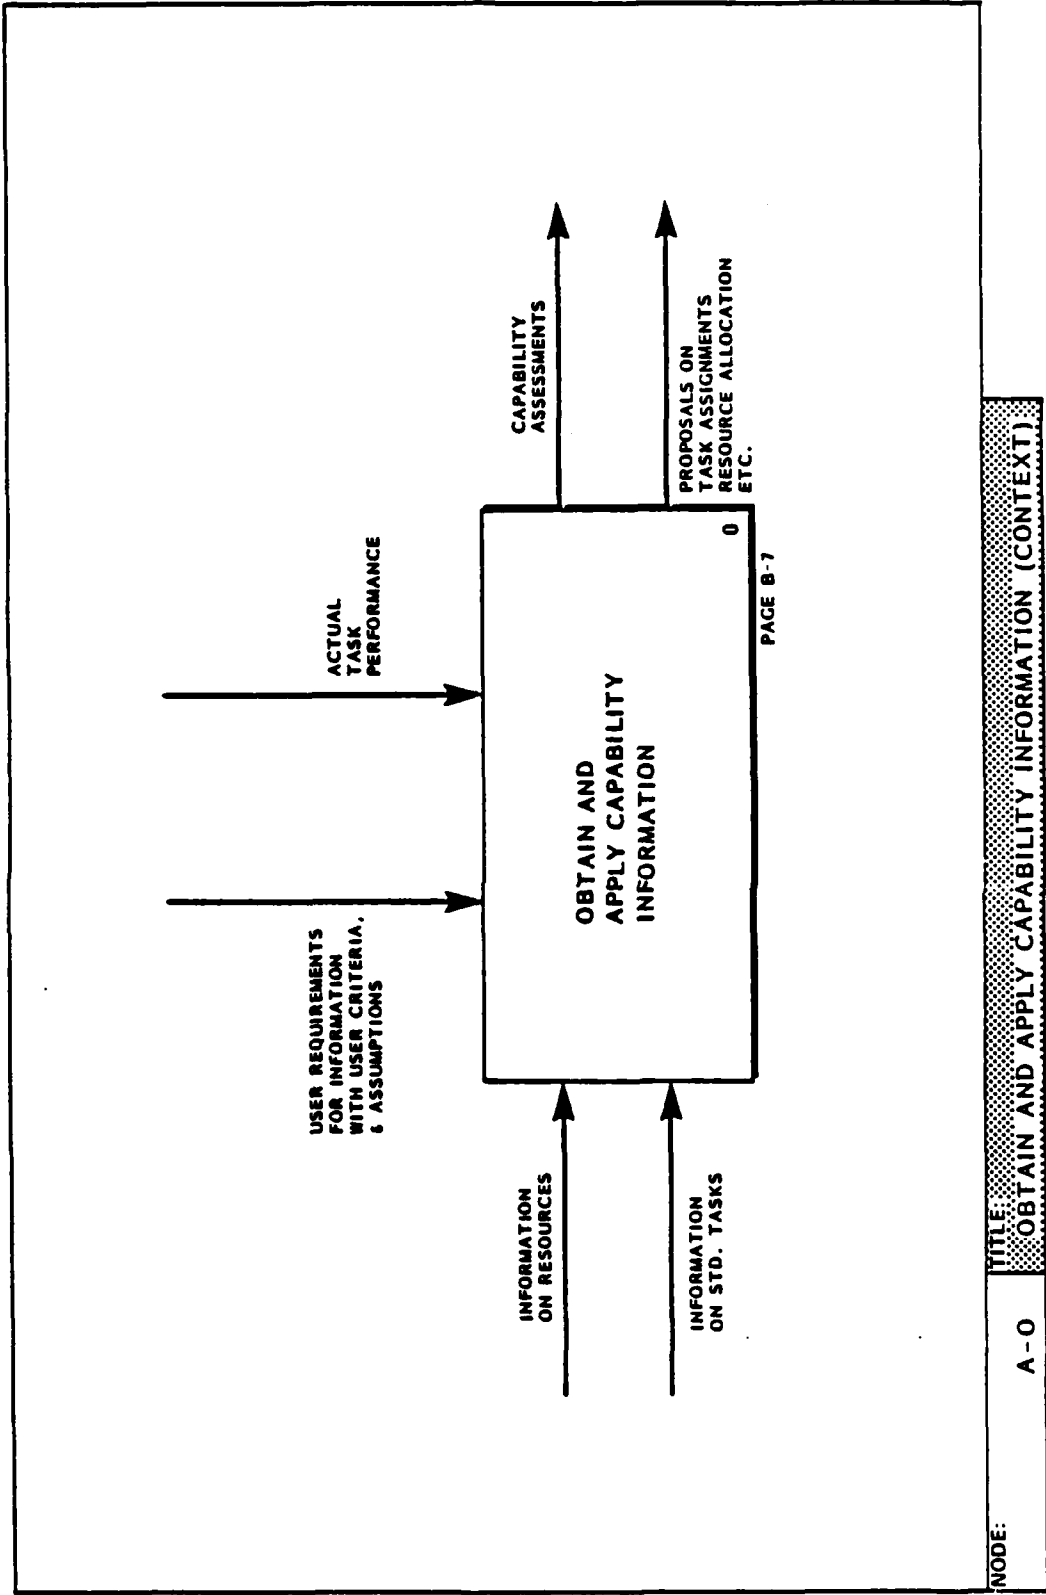 USER REQUIREMENTS
FOR INFORMATION
WITH USER CRITERIA,
& ASSUMPTIONS
ACTUAL
TASK
PERFORMANCE
INFORMATION
ON RESOURCES
INFORMATION
ON STD. TASKS
OBTAIN AND
APPLY CAPABILITY
INFORMATION
0
PAGE B-7
CAPABILITY
ASSESSMENTS
PROPOSALS ON
TASK ASSIGNMENTS
RESOURCE ALLOCATION
ETC.
NODE:
A-0
TITLE:
OBTAIN AND APPLY CAPABILITY INFORMATION (CONTEXT)